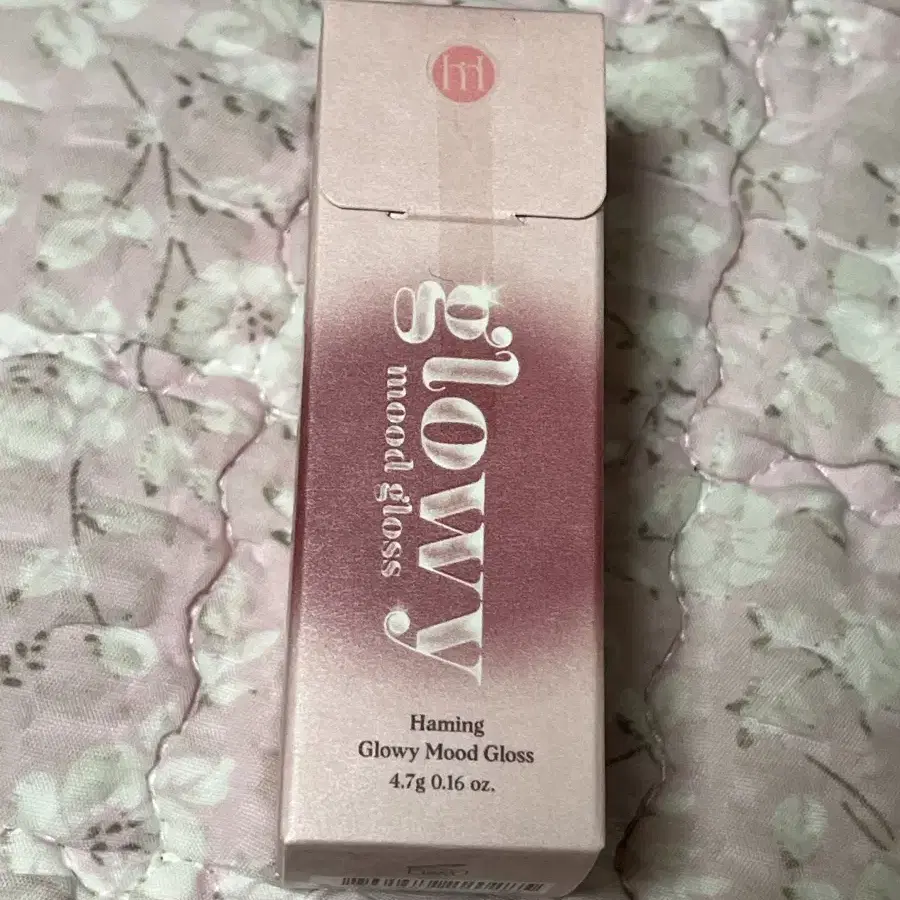 glowy
mood gloss
Haming
Glowy Mood Gloss
4.7g 0.16 oz.